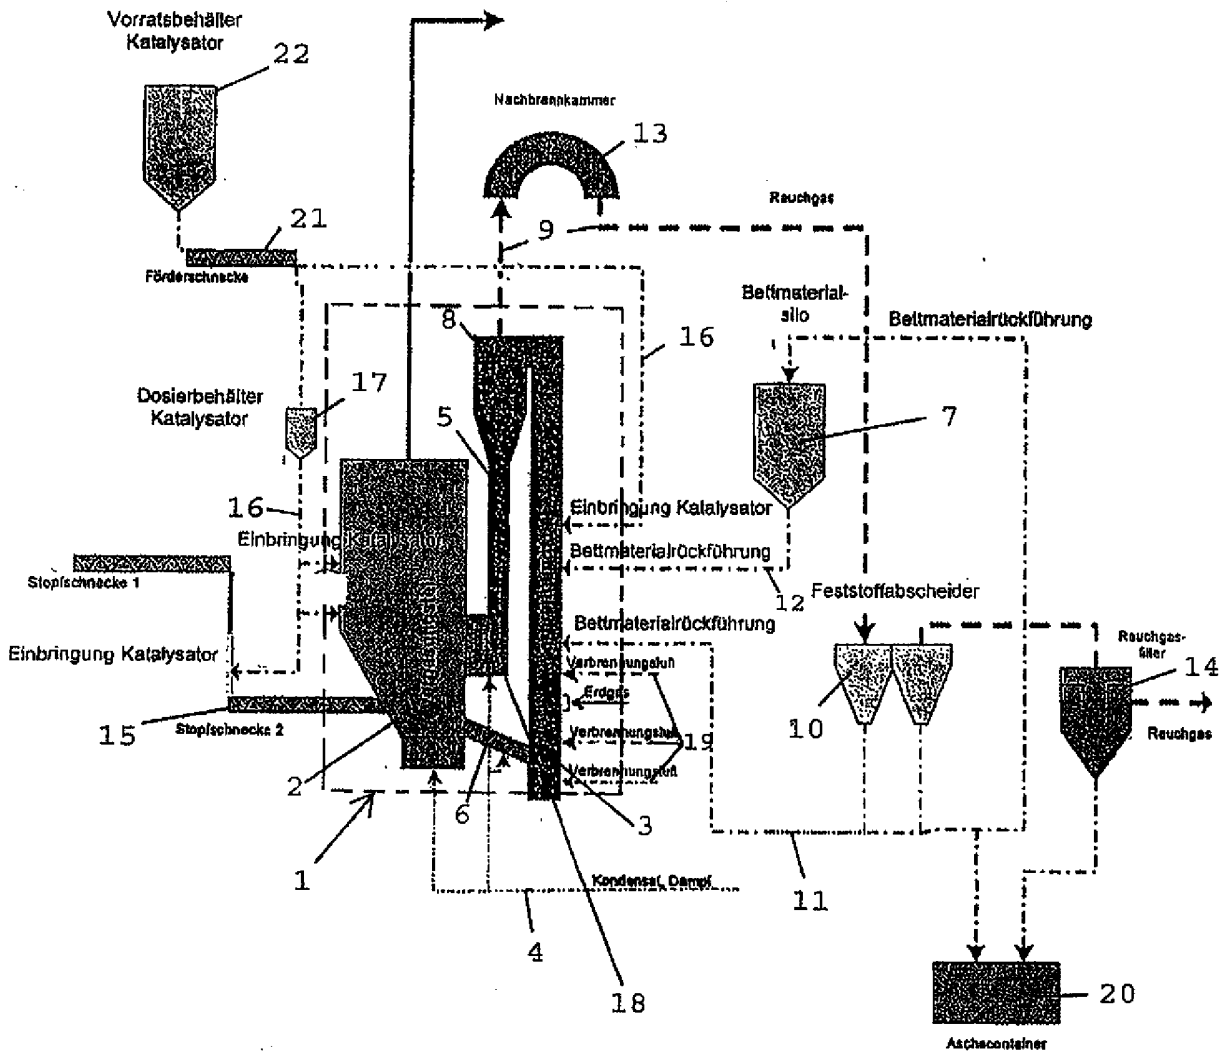 Vorratsbehälter
Katalysator
22
Nachbrennkammer
13
Rauchgas
21
9
Förderschnecke
Bettmaterial-
silo
Bettmaterialrückführung
8
16
Dosierbehälter
Katalysator
17
5
7
16
Einbringung Katalysator
Einbringung Katalysator
Stopfschnecke 1
Bettmaterialrückführung
12
Feststoffabscheider
Bettmaterialrückführung
Einbringung Katalysator
Verbrennungsluft
Rauchgas-
filter
14
Erdgas
10
15
Stopfschnecke 2
Verbrennungsluft
19
Rauchgas
2
Verbrennungsluft
6
3
1
Kondensat, Dampf
11
4
18
20
Aschecontainer